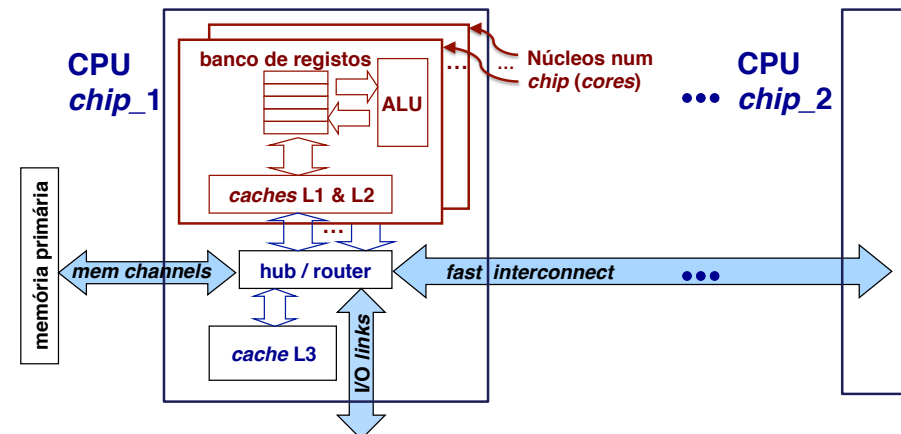 CPU
chip_1
banco de registos
ALU
...
...
Núcleos num
chip (cores)
CPU
chip_2
caches L1 & L2
...
memória primária
mem channels
hub / router
fast interconnect
cache L3
I/O links